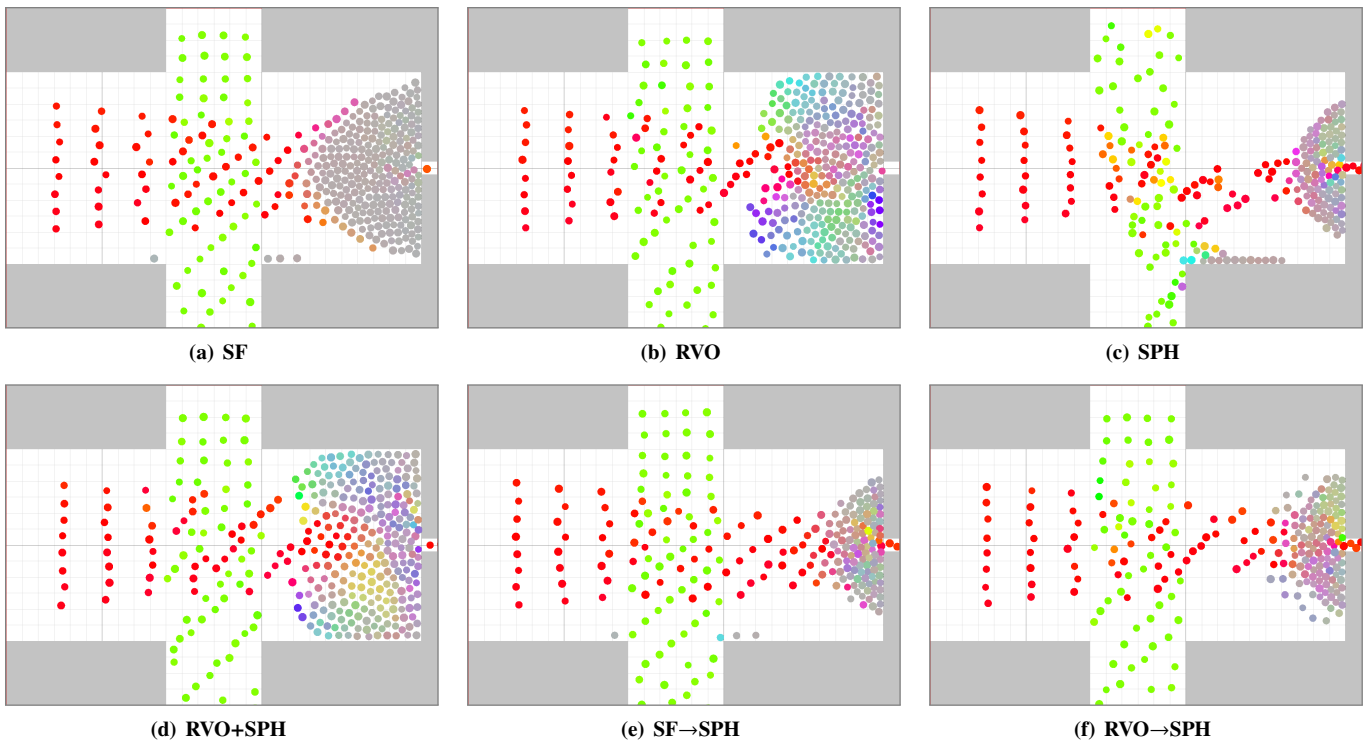 (a) SF
(b) RVO
(c) SPH
(d) RVO+SPH
(e) SF→SPH
(f) RVO→SPH